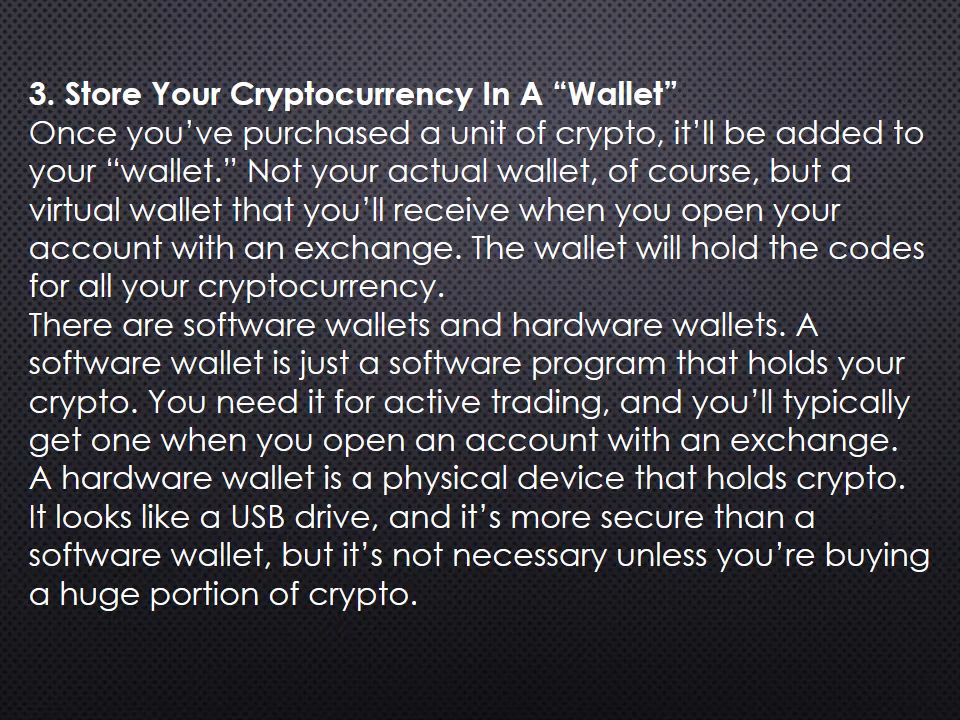 3. Store Your Cryptocurrency In A “Wallet”
Once you’ve purchased a unit of crypto, it’ll be added to
your “wallet.” Not your actual wallet, of course, but a
virtual wallet that you’ll receive when you open your
account with an exchange. The wallet will hold the codes
for all your cryptocurrency.
There are software wallets and hardware wallets. A
software wallet is just a software program that holds your
crypto. You need it for active trading, and you’ll typically
get one when you open an account with an exchange.
A hardware wallet is a physical device that holds crypto.
It looks like a USB drive, and it’s more secure than a
software wallet, but it’s not necessary unless you’re buying
a huge portion of crypto.